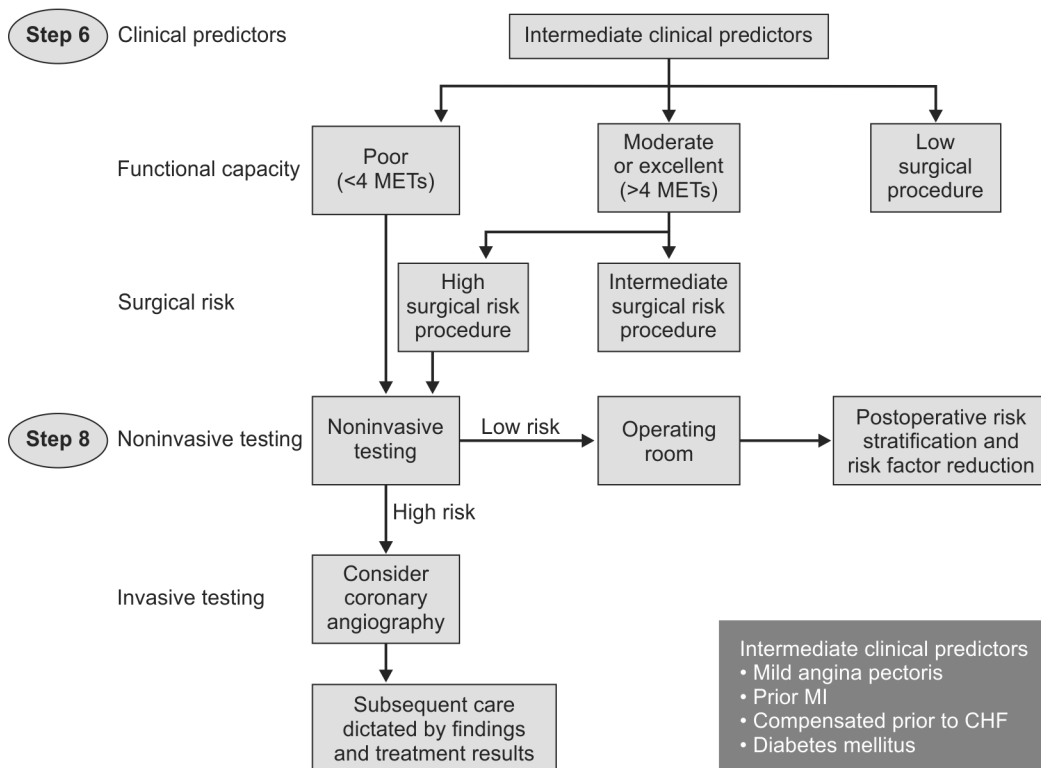 Step 6
Clinical predictors
Intermediate clinical predictors
Functional capacity
Poor
(<4 METs)
Moderate
or excellent
(>4 METs)
Low
surgical
procedure
Surgical risk
High
surgical risk
procedure
Intermediate
surgical risk
procedure
Step 8
Noninvasive testing
Noninvasive
testing
Low risk
Operating
room
Postoperative risk
stratification and
risk factor reduction
High risk
Invasive testing
Consider
coronary
angiography
Subsequent care
dictated by findings
and treatment results
Intermediate clinical predictors
• Mild angina pectoris
• Prior MI
• Compensated prior to CHF
• Diabetes mellitus